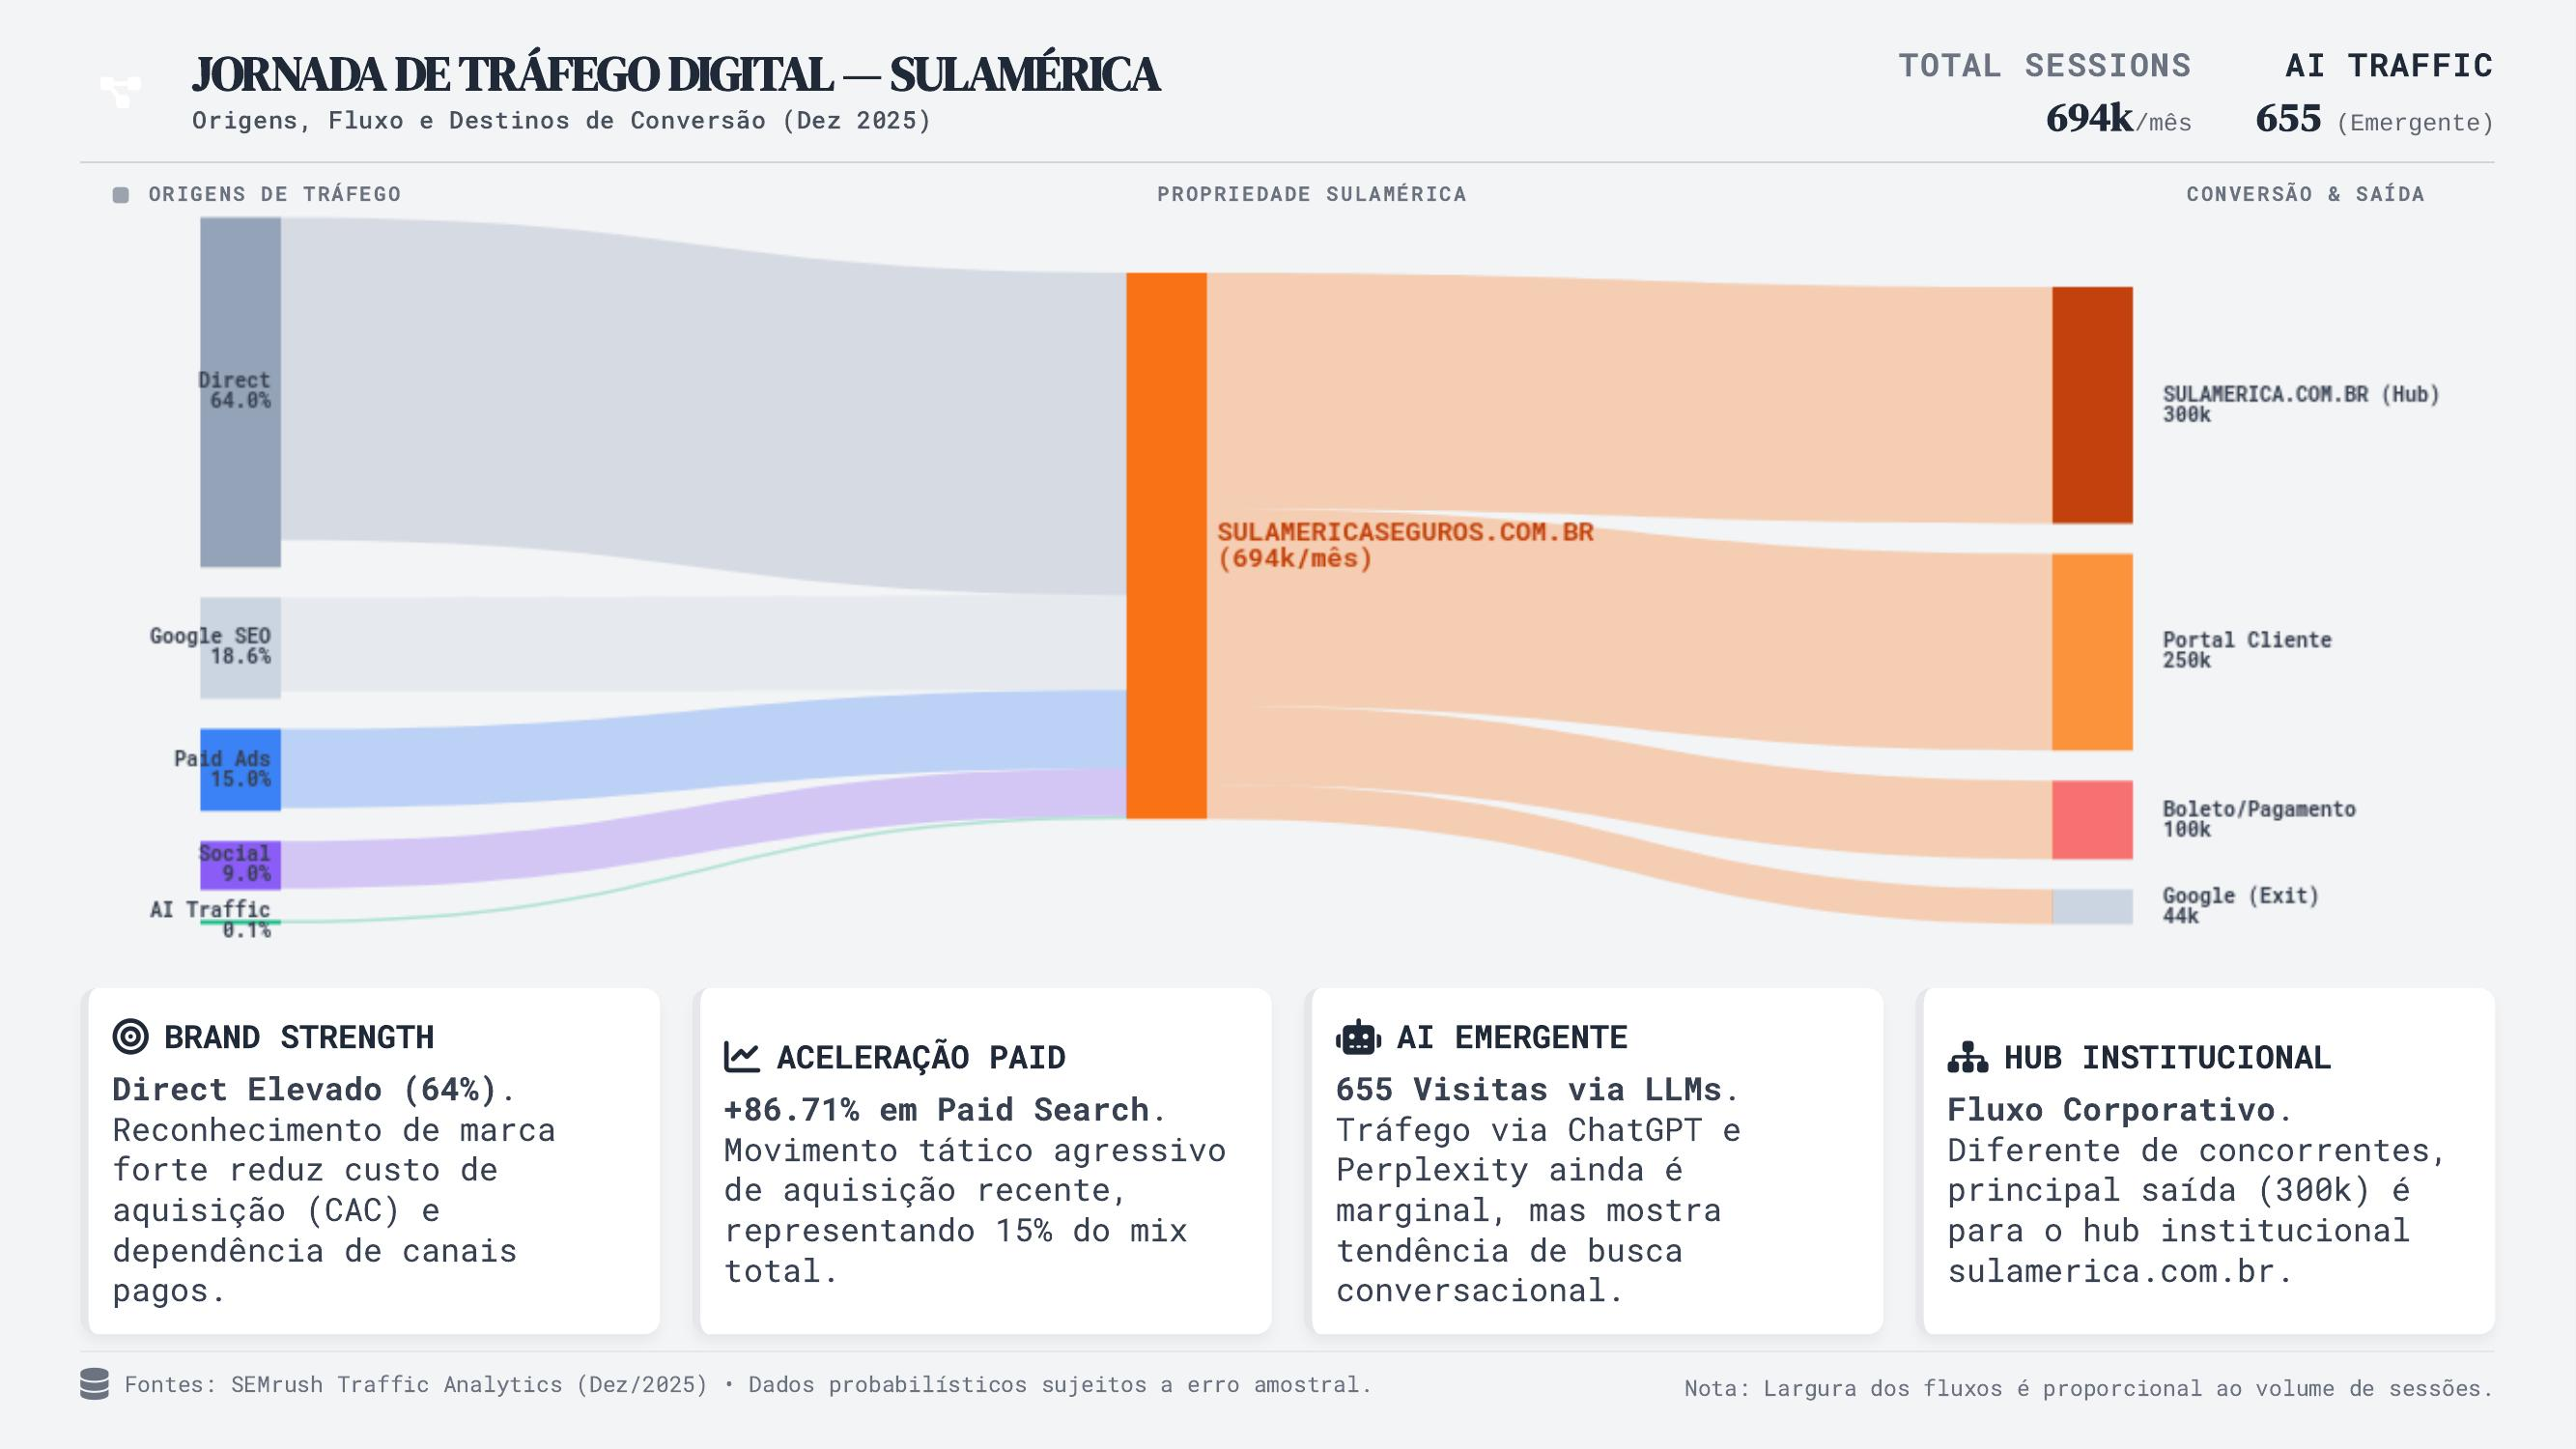 JORNADA DE TRÁFEGO DIGITAL — SULAMÉRICA
Origens, Fluxo e Destinos de Conversão (Dez 2025)
TOTAL SESSIONS
694k/mês
AI TRAFFIC
655 (Emergente)
ORIGENS DE TRÁFEGO
PROPRIEDADE SULAMÉRICA
CONVERSÃO & SAÍDA
Direct
64.0%
Google SEO
18.6%
Paid Ads
15.0%
Social
9.0%
AI Traffic
0.1%
SULAMERICASEGUROS.COM.BR
(694k/mês)
SULAMERICA.COM.BR (Hub)
300k
Portal Cliente
250k
Boleto/Pagamento
100k
Google (Exit)
44k
BRAND STRENGTH
Direct Elevado (64%).
Reconhecimento de marca
forte reduz custo de
aquisição (CAC) e
dependência de canais
pagos.
ACELERAÇÃO PAID
+86.71% em Paid Search.
Movimento tático agressivo
de aquisição recente,
representando 15% do mix
total.
AI EMERGENTE
655 Visitas via LLMs.
Tráfego via ChatGPT e
Perplexity ainda é
marginal, mas mostra
tendência de busca
conversacional.
HUB INSTITUCIONAL
Fluxo Corporativo.
Diferente de concorrentes,
principal saída (300k) é
para o hub institucional
sulamerica.com.br.
Fontes: SEMrush Traffic Analytics (Dez/2025) • Dados probabilísticos sujeitos a erro amostral.
Nota: Largura dos fluxos é proporcional ao volume de sessões.